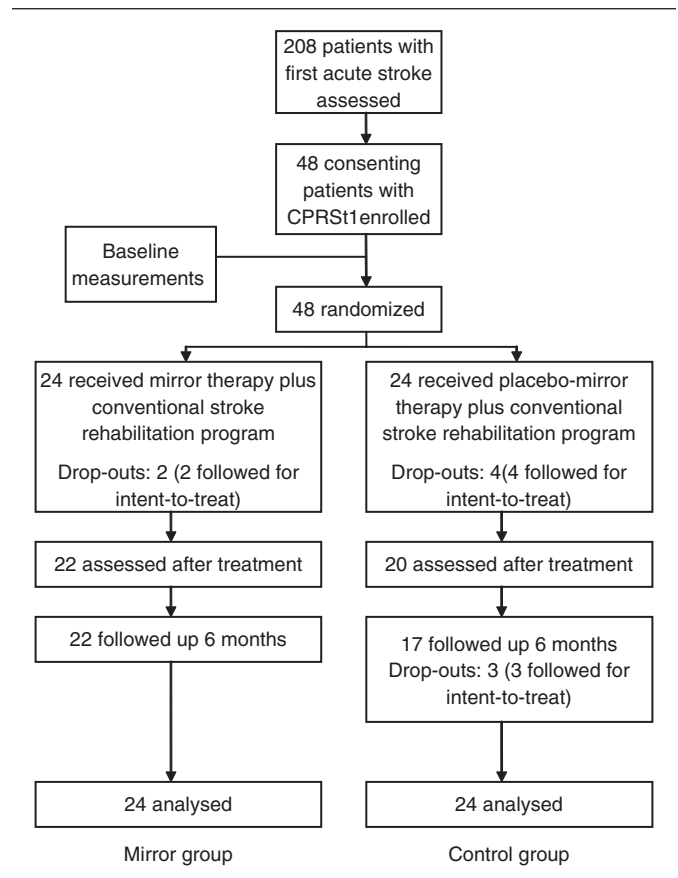 208 patients with
first acute stroke
assessed
48 consenting
patients with
CPRSt1enrolled
Baseline
measurements
48 randomized
24 received mirror therapy plus
conventional stroke
rehabilitation program
Drop-outs: 2 (2 followed for
intent-to-treat)
24 received placebo-mirror
therapy plus conventional
stroke rehabilitation program
Drop-outs: 4(4 followed for
intent-to-treat)
22 assessed after treatment
20 assessed after treatment
22 followed up 6 months
17 followed up 6 months
Drop-outs: 3 (3 followed for
intent-to-treat)
24 analysed
24 analysed
Mirror group
Control group